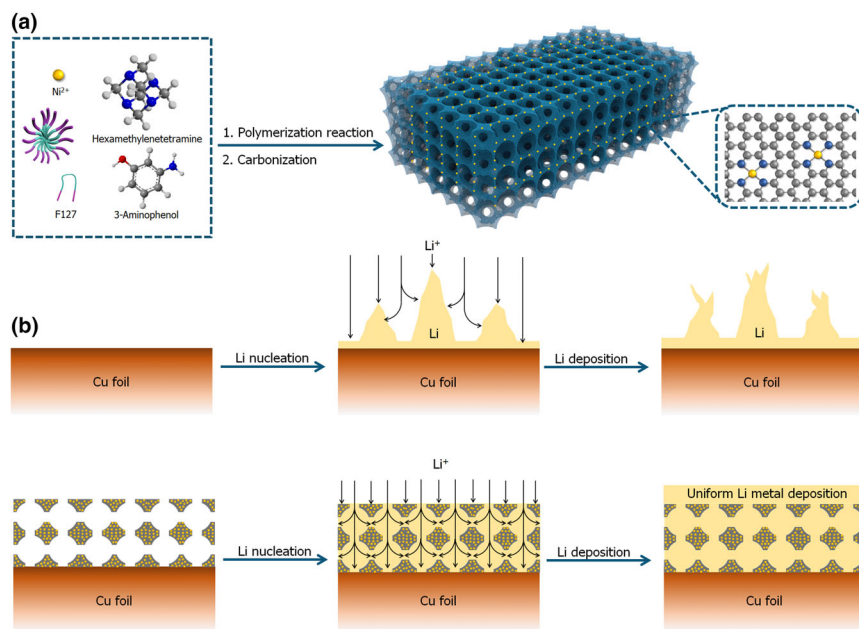 (a)
Ni²⁺
Hexamethylenetetramine
F127
3-Aminophenol
1. Polymerization reaction
2. Carbonization
(b)
Cu foil
Li nucleation
Li⁺
Li
Cu foil
Li deposition
Li
Cu foil
Cu foil
Li nucleation
Li⁺
Cu foil
Li deposition
Uniform Li metal deposition
Cu foil